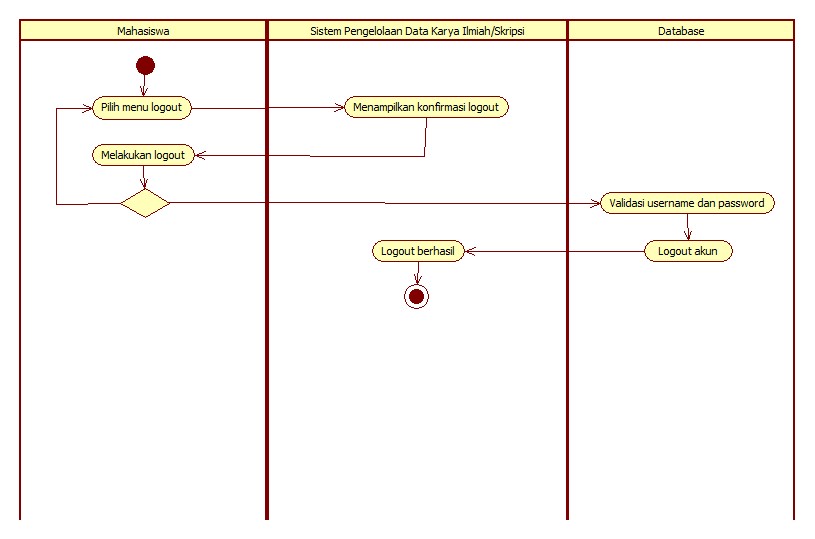 Mahasiswa
Sistem Pengelolaan Data Karya Ilmiah/Skripsi
Database
Pilih menu logout
Menampilkan konfirmasi logout
Melakukan logout
Validasi username dan password
Logout berhasil
Logout akun